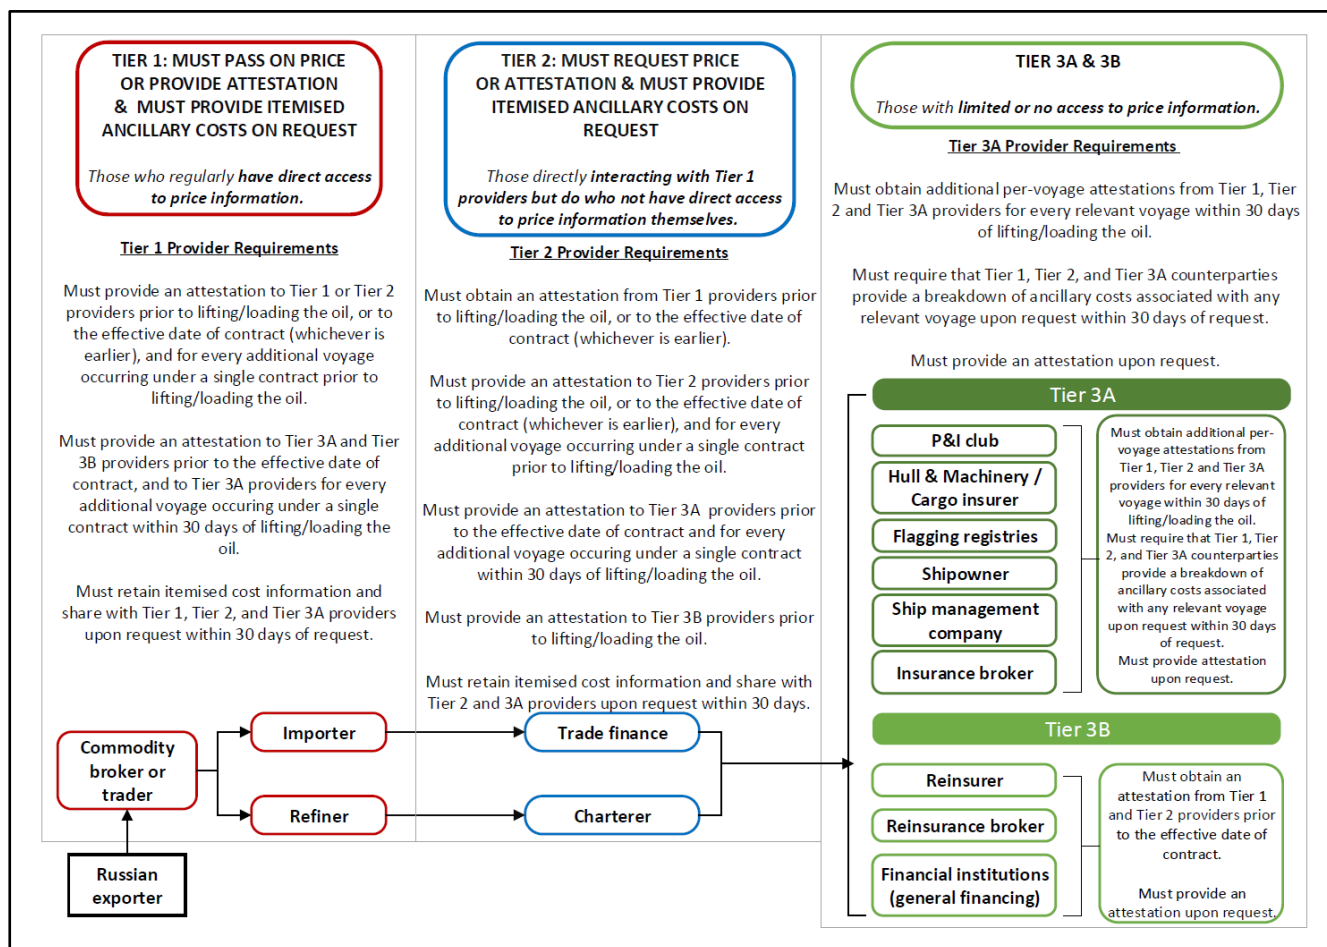 TIER 1: MUST PASS ON PRICE
OR PROVIDE ATTESTATION
& MUST PROVIDE ITEMISED
ANCILLARY COSTS ON REQUEST
Those who regularly have direct access
to price information.
Tier 1 Provider Requirements
Must provide an attestation to Tier 1 or Tier 2
providers prior to lifting/loading the oil, or to
the effective date of contract (whichever is
earlier), and for every additional voyage
occurring under a single contract prior to
lifting/loading the oil.
Must provide an attestation to Tier 3A and Tier
3B providers prior to the effective date of
contract, and to Tier 3A providers for every
additional voyage occuring under a single
contract within 30 days of lifting/loading the
oil.
Must retain itemised cost information and
share with Tier 1, Tier 2, and Tier 3A providers
upon request within 30 days of request.
TIER 2: MUST REQUEST PRICE
OR ATTESTATION & MUST PROVIDE
ITEMISED ANCILLARY COSTS ON
REQUEST
Those directly interacting with Tier 1
providers but do who not have direct access
to price information themselves.
Tier 2 Provider Requirements
Must obtain an attestation from Tier 1 providers prior
to lifting/loading the oil, or to the effective date of
contract (whichever is earlier).
Must provide an attestation to Tier 2 providers prior
to lifting/loading the oil, or to the effective date of
contract (whichever is earlier), and for every
additional voyage occurring under a single contract
prior to lifting/loading the oil.
Must provide an attestation to Tier 3A providers prior
to the effective date of contract and for every
additional voyage occuring under a single contract
within 30 days of lifting/loading the oil.
Must provide an attestation to Tier 3B providers prior
to lifting/loading the oil.
Must retain itemised cost information and share with
Tier 2 and 3A providers upon request within 30 days.
TIER 3A & 3B
Those with limited or no access to price information.
Tier 3A Provider Requirements
Must obtain additional per-voyage attestations from Tier 1, Tier
2 and Tier 3A providers for every relevant voyage within 30 days
of lifting/loading the oil.
Must require that Tier 1, Tier 2, and Tier 3A counterparties
provide a breakdown of ancillary costs associated with any
relevant voyage upon request within 30 days of request.
Must provide an attestation upon request.
Tier 3A
P&I club
Hull & Machinery /
Cargo insurer
Flagging registries
Shipowner
Ship management
company
Insurance broker
Must obtain additional per-
voyage attestations from
Tier 1, Tier 2 and Tier 3A
providers for every relevant
voyage within 30 days of
lifting/loading the oil.
Must require that Tier 1, Tier
2, and Tier 3A counterparties
provide a breakdown of
ancillary costs associated
with any relevant voyage
upon request within 30 days
of request.
Must provide attestation
upon request.
Tier 3B
Reinsurer
Reinsurance broker
Financial institutions
(general financing)
Must obtain an
attestation from Tier 1
and Tier 2 providers prior
to the effective date of
contract.
Must provide an
attestation upon request.
Commodity
broker or
trader
Importer
Refiner
Trade finance
Charterer
Russian
exporter